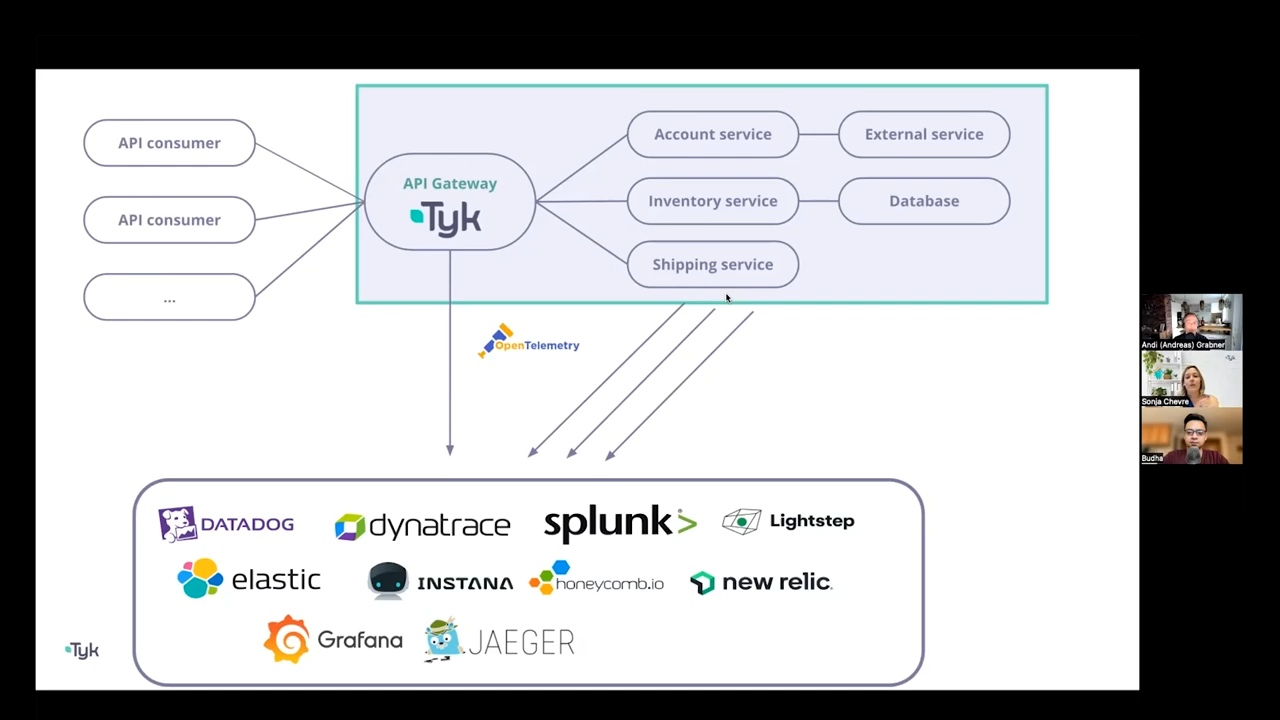 API consumer
API consumer
...
API Gateway
Tyk
Account service
External service
Inventory service
Database
Shipping service
OpenTelemetry
DATADOG
dynatrace
splunk>
Lightstep
elastic
INSTANA
honeycomb.io
new relic.
Grafana
JAEGER
Tyk
Andi (Andreas) Grabner
Sonja Chevre
Budha